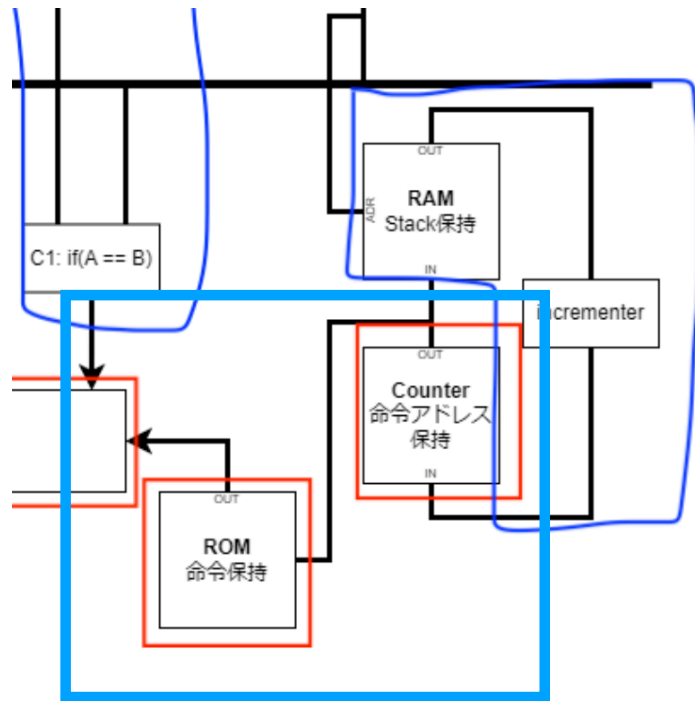 OUT
RAM
Stack保持
ADR
IN
C1: if(A == B)
incrementer
OUT
Counter
命令アドレス
保持
IN
OUT
ROM
命令保持